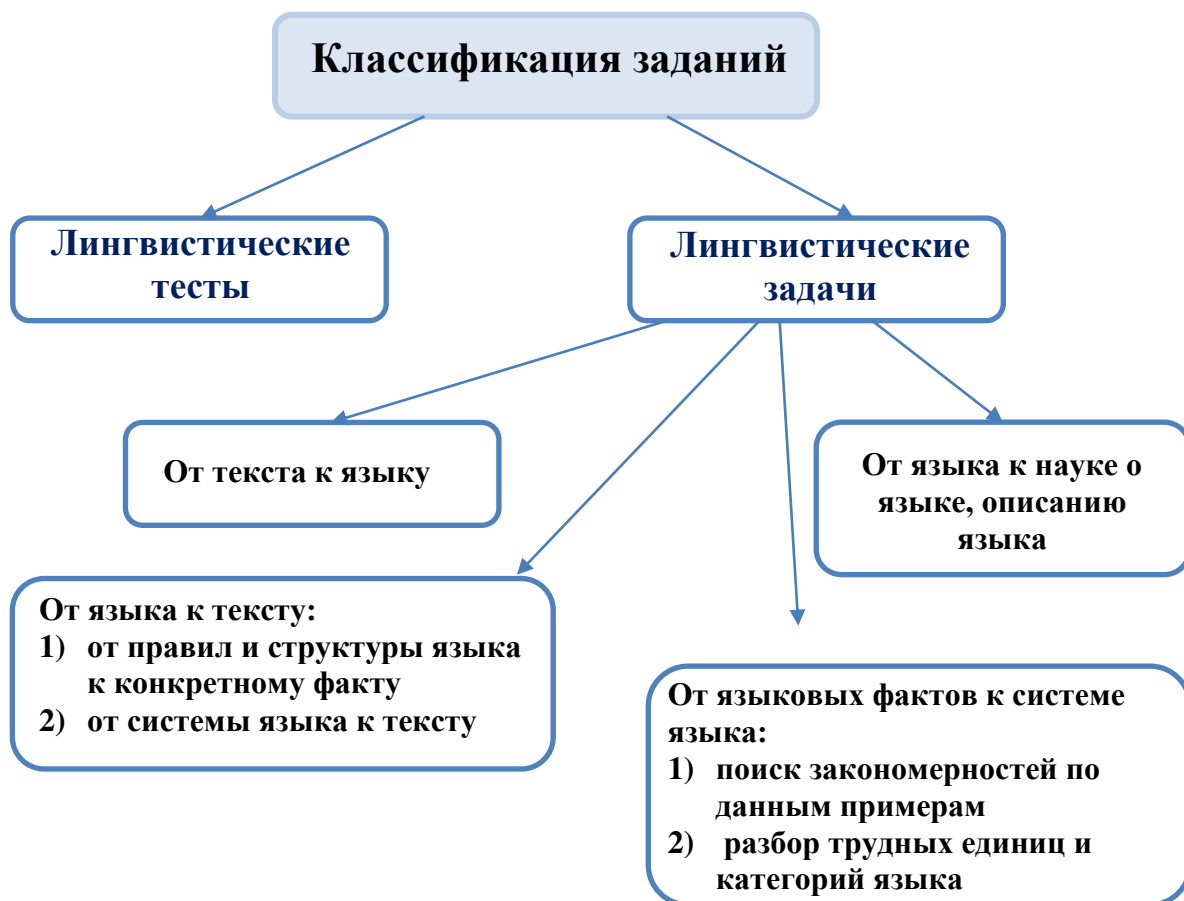 Классификация заданий
Лингвистические
тесты
Лингвистические
задачи
От текста к языку
От языка к науке о
языке, описанию
языка
От языка к тексту:
1) от правил и структуры языка
к конкретному факту
2) от системы языка к тексту
От языковых фактов к системе
языка:
1) поиск закономерностей по
данным примерам
2) разбор трудных единиц и
категорий языка